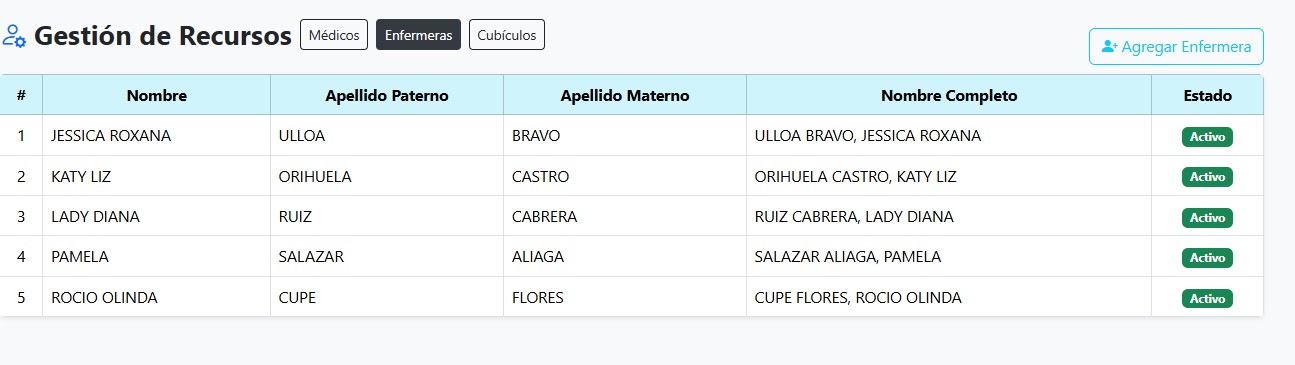 Gestión de Recursos Médicos Enfermeras Cubículos
Agregar Enfermera
# Nombre Apellido Paterno Apellido Materno Nombre Completo Estado
1 JESSICA ROXANA ULLOA BRAVO ULLOA BRAVO, JESSICA ROXANA Activo
2 KATY LIZ ORIHUELA CASTRO ORIHUELA CASTRO, KATY LIZ Activo
3 LADY DIANA RUIZ CABRERA RUIZ CABRERA, LADY DIANA Activo
4 PAMELA SALAZAR ALIAGA SALAZAR ALIAGA, PAMELA Activo
5 ROCIO OLINDA CUPE FLORES CUPE FLORES, ROCIO OLINDA Activo